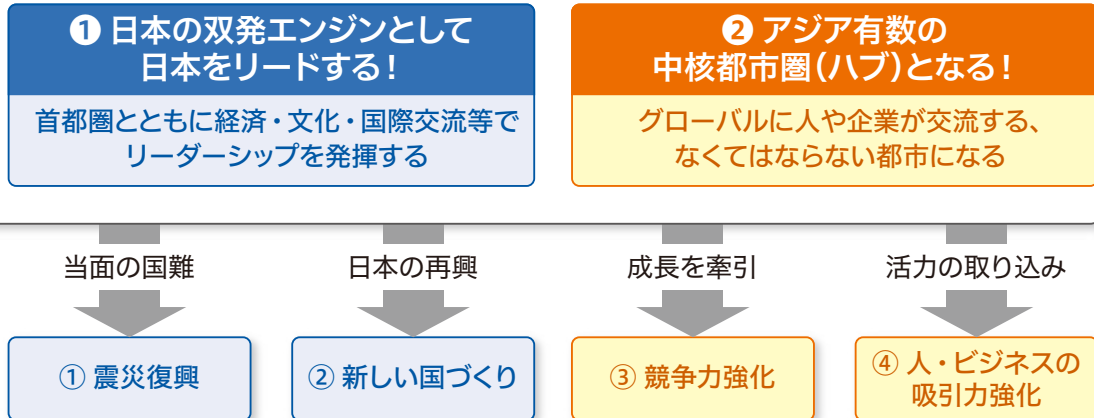 ❶ 日本の双発エンジンとして
日本をリードする！
首都圏とともに経済・文化・国際交流等で
リーダーシップを発揮する
❷ アジア有数の
中核都市圏（ハブ）となる！
グローバルに人や企業が交流する、
なくてはならない都市になる
当面の国難
日本の再興
成長を牽引
活力の取り込み
① 震災復興
② 新しい国づくり
③ 競争力強化
④ 人・ビジネスの
吸引力強化